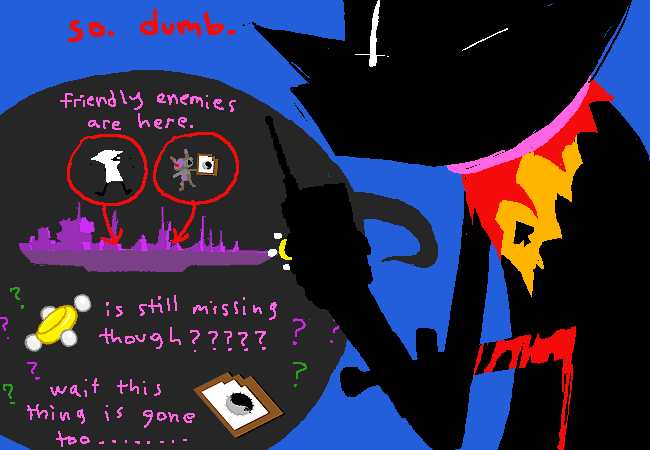 so. dumb.
friendly enemies
are here.
is still missing
though?????
wait this
thing is gone
too........